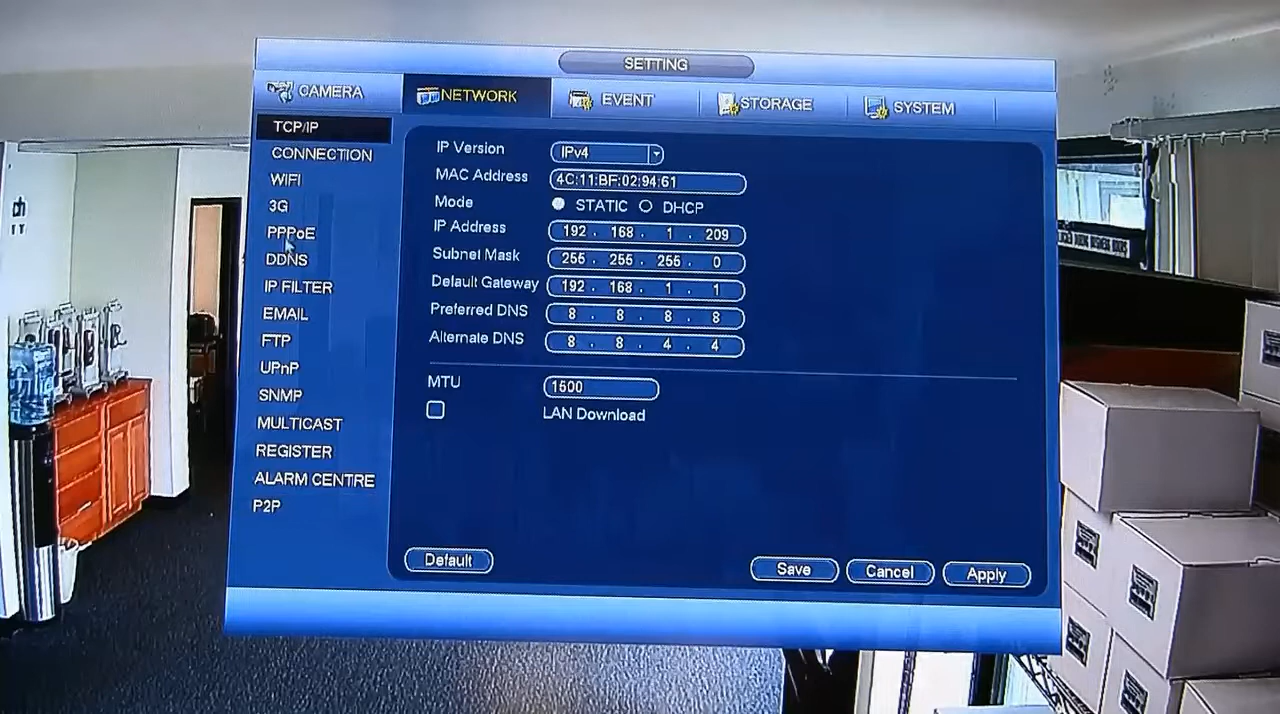 SETTING
CAMERA
NETWORK
EVENT
STORAGE
SYSTEM
TCP/IP
CONNECTION
WIFI
3G
PPPoE
DDNS
IP FILTER
EMAIL
FTP
UPnP
SNMP
MULTICAST
REGISTER
ALARM CENTRE
P2P
IP Version IPv4
MAC Address 4C:11:BF:02:94:61
Mode STATIC DHCP
IP Address 192 . 168 . 1 . 209
Subnet Mask 255 . 255 . 255 . 0
Default Gateway 192 . 168 . 1 . 1
Preferred DNS 8 . 8 . 8 . 8
Alternate DNS 8 . 8 . 4 . 4
MTU 1500
LAN Download
Default
Save
Cancel
Apply